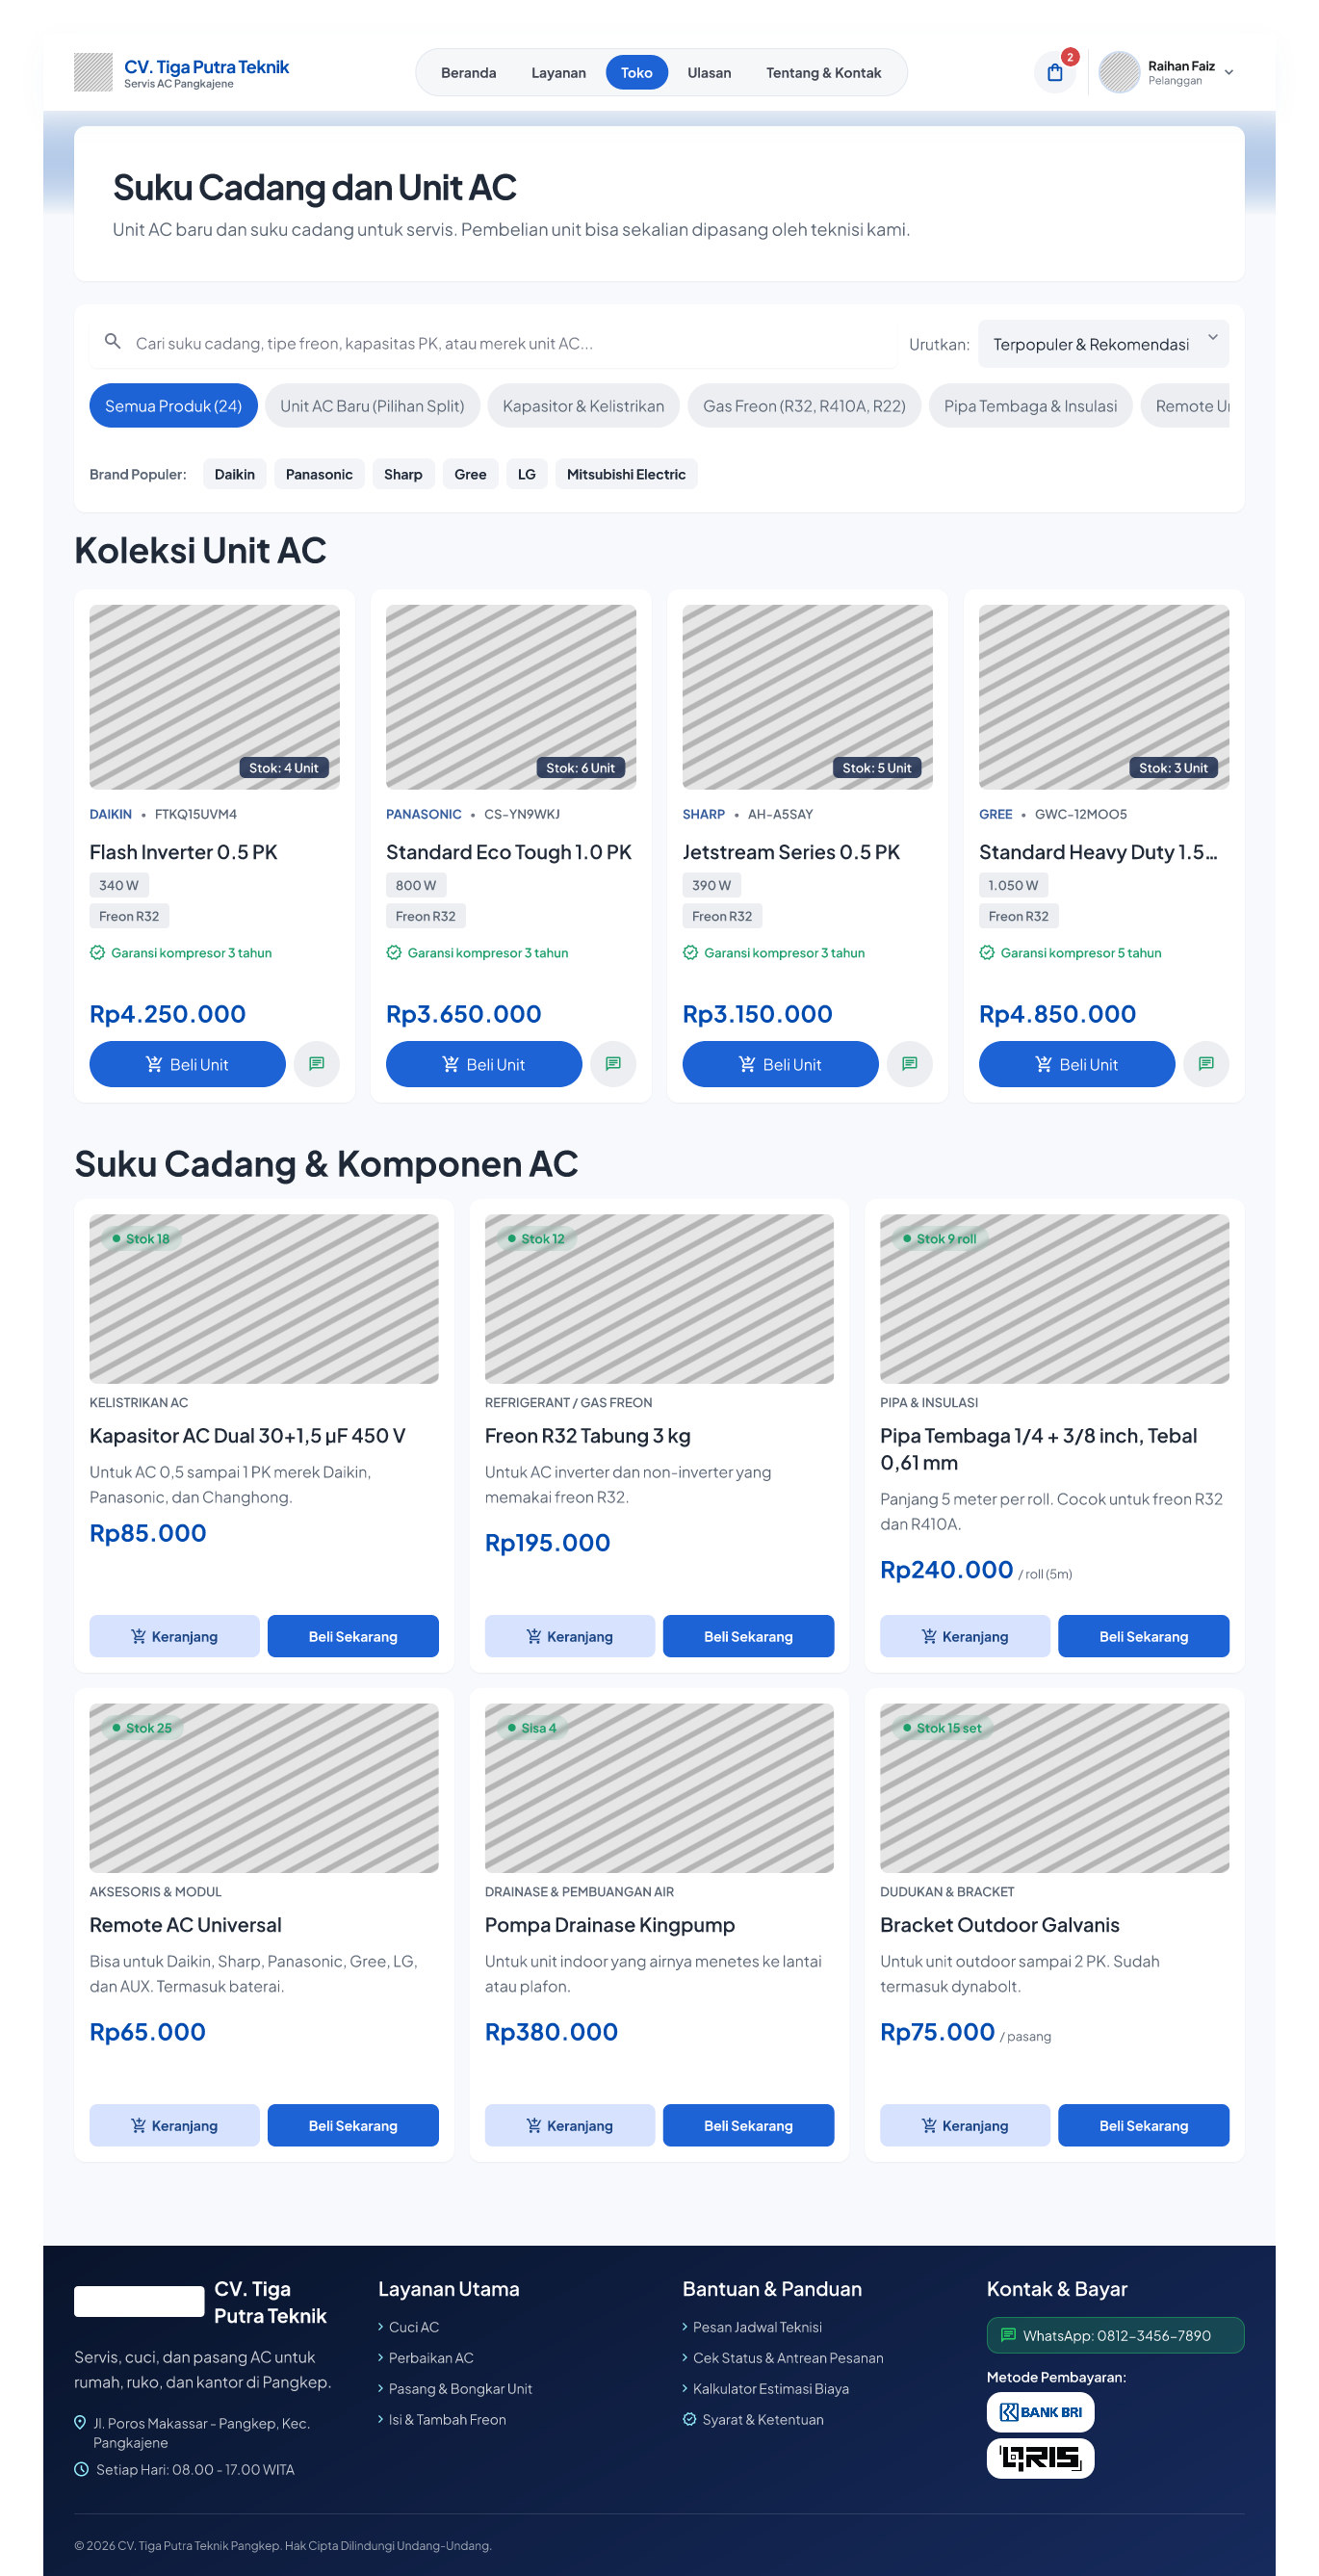 CV. Tiga Putra Teknik
Servis AC Pangkajene
Beranda
Layanan
Toko
Ulasan
Tentang & Kontak
2
Raihan Faiz
Pelanggan
Suku Cadang dan Unit AC
Unit AC baru dan suku cadang untuk servis. Pembelian unit bisa sekalian dipasang oleh teknisi kami.
Cari suku cadang, tipe freon, kapasitas PK, atau merek unit AC...
Urutkan:
Terpopuler & Rekomendasi
Semua Produk (24)
Unit AC Baru (Pilihan Split)
Kapasitor & Kelistrikan
Gas Freon (R32, R410A, R22)
Pipa Tembaga & Insulasi
Remote
Brand Populer:
Daikin
Panasonic
Sharp
Gree
LG
Mitsubishi Electric
Koleksi Unit AC
Stok: 4 Unit
DAIKIN • FTKQ15UVM4
Flash Inverter 0.5 PK
340 W
Freon R32
Garansi kompresor 3 tahun
Rp4.250.000
Beli Unit
Stok: 6 Unit
PANASONIC • CS-YN9WKJ
Standard Eco Tough 1.0 PK
800 W
Freon R32
Garansi kompresor 3 tahun
Rp3.650.000
Beli Unit
Stok: 5 Unit
SHARP • AH-A5SAY
Jetstream Series 0.5 PK
390 W
Freon R32
Garansi kompresor 3 tahun
Rp3.150.000
Beli Unit
Stok: 3 Unit
GREE • GWC-12MOO5
Standard Heavy Duty 1.5...
1.050 W
Freon R32
Garansi kompresor 5 tahun
Rp4.850.000
Beli Unit
Suku Cadang & Komponen AC
Stok 18
KELISTRIKAN AC
Kapasitor AC Dual 30+1,5 µF 450 V
Untuk AC 0,5 sampai 1 PK merek Daikin,
Panasonic, dan Changhong.
Rp85.000
Keranjang
Beli Sekarang
Stok 12
REFRIGERANT / GAS FREON
Freon R32 Tabung 3 kg
Untuk AC inverter dan non-inverter yang
memakai freon R32.
Rp195.000
Keranjang
Beli Sekarang
Stok 9 roll
PIPA & INSULASI
Pipa Tembaga 1/4 + 3/8 inch, Tebal
0,61 mm
Panjang 5 meter per roll. Cocok untuk freon R32
dan R410A.
Rp240.000 / roll (5m)
Keranjang
Beli Sekarang
Stok 25
AKSESORIS & MODUL
Remote AC Universal
Bisa untuk Daikin, Sharp, Panasonic, Gree, LG,
dan AUX. Termasuk baterai.
Rp65.000
Keranjang
Beli Sekarang
Sisa 4
DRAINASE & PEMBUANGAN AIR
Pompa Drainase Kingpump
Untuk unit indoor yang airnya menetes ke lantai
atau plafon.
Rp380.000
Keranjang
Beli Sekarang
Stok 15 set
DUDUKAN & BRACKET
Bracket Outdoor Galvanis
Untuk unit outdoor sampai 2 PK. Sudah
termasuk dynabolt.
Rp75.000 / pasang
Keranjang
Beli Sekarang
CV. Tiga
Putra Teknik
Servis, cuci, dan pasang AC untuk
rumah, ruko, dan kantor di Pangkep.
Jl. Poros Makassar - Pangkep, Kec.
Pangkajene
Setiap Hari: 08.00 - 17.00 WITA
Layanan Utama
Cuci AC
Perbaikan AC
Pasang & Bongkar Unit
Isi & Tambah Freon
Bantuan & Panduan
Pesan Jadwal Teknisi
Cek Status & Antrean Pesanan
Kalkulator Estimasi Biaya
Syarat & Ketentuan
Kontak & Bayar
WhatsApp: 0812-3456-7890
Metode Pembayaran:
BANK BRI
QRIS
© 2026 CV. Tiga Putra Teknik Pangkep. Hak Cipta Dilindungi Undang-Undang.